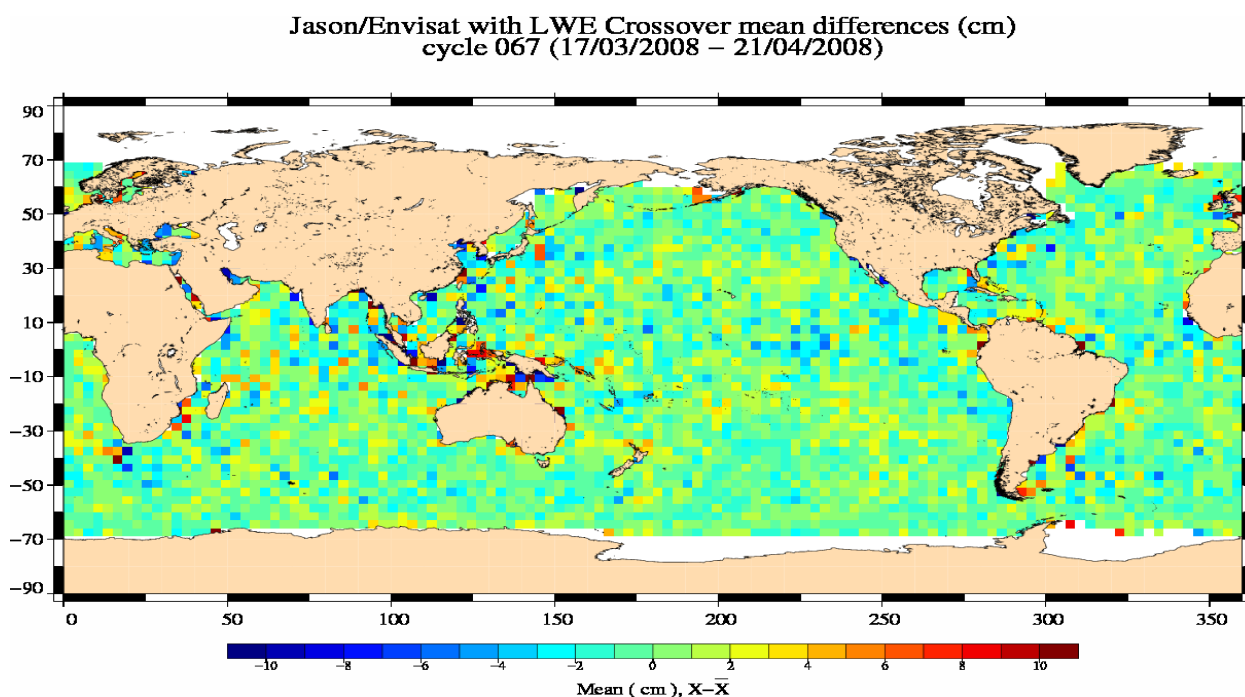 Jason/Envisat with LWE Crossover mean differences (cm)
cycle 067 (17/03/2008 − 21/04/2008)
90
70
50
30
10
−10
−30
−50
−70
−90
0 50 100 150 200 250 300 350
−10 −8 −6 −4 −2 0 2 4 6 8 10
Mean ( cm ), X−X̅